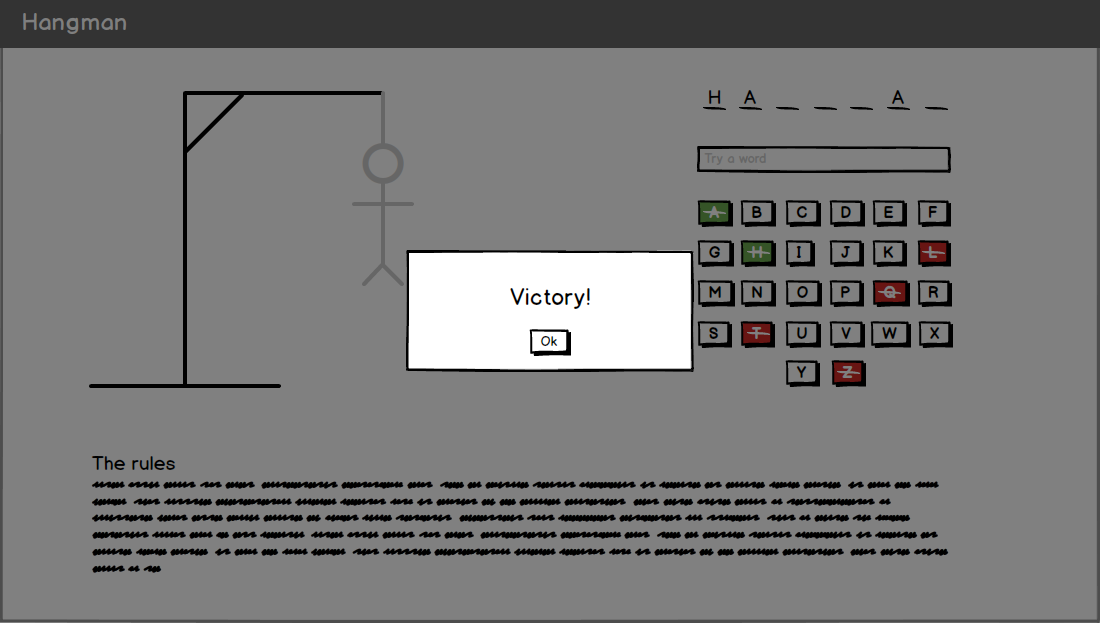 Hangman
H A _ _ _ A _
Try a word
A B C D E F
G H I J K L
M N O P Q R
S T U V W X
Y Z
Victory!
Ok
The rules